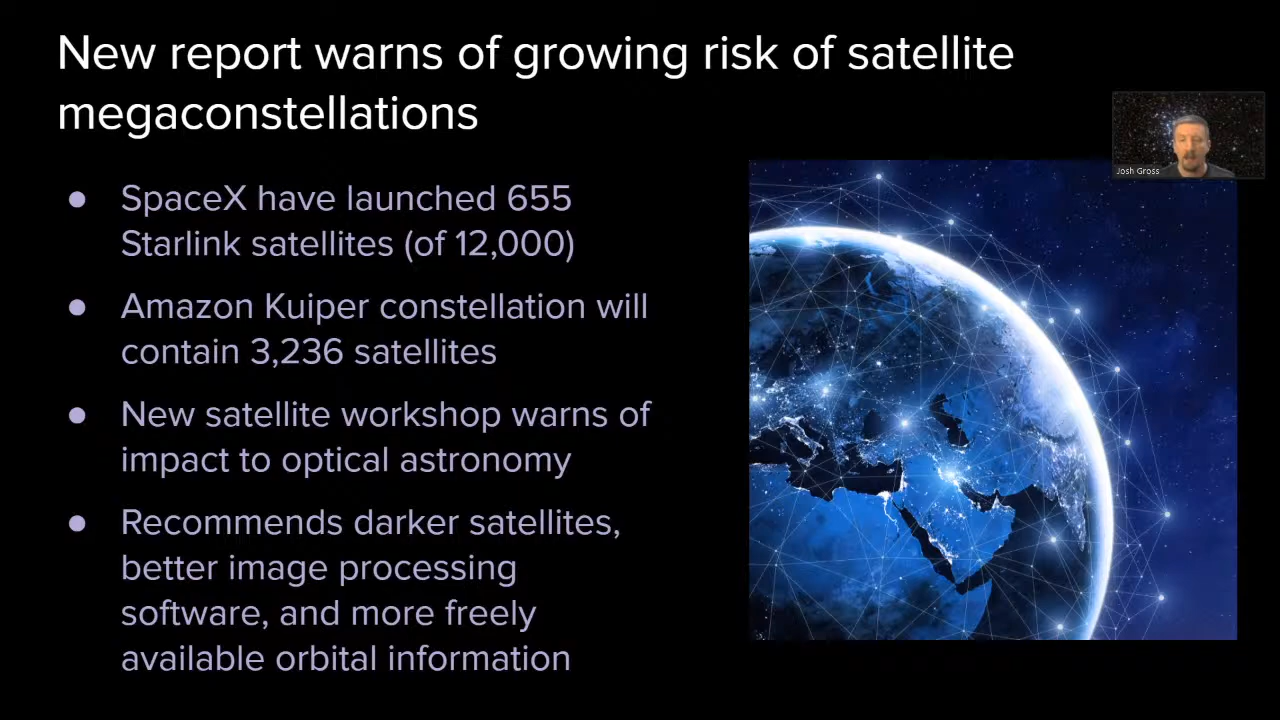 New report warns of growing risk of satellite
megaconstellations
Josh Gross
● SpaceX have launched 655
Starlink satellites (of 12,000)
● Amazon Kuiper constellation will
contain 3,236 satellites
● New satellite workshop warns of
impact to optical astronomy
● Recommends darker satellites,
better image processing
software, and more freely
available orbital information